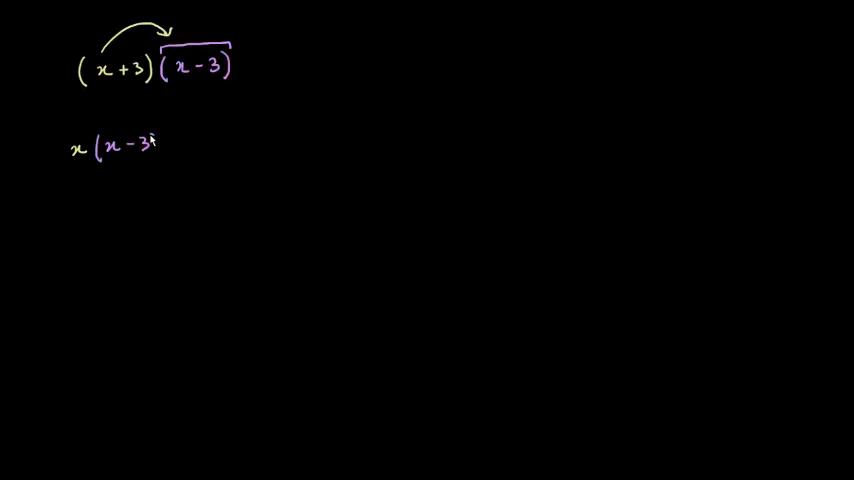 (x + 3)(x - 3)
x(x - 3